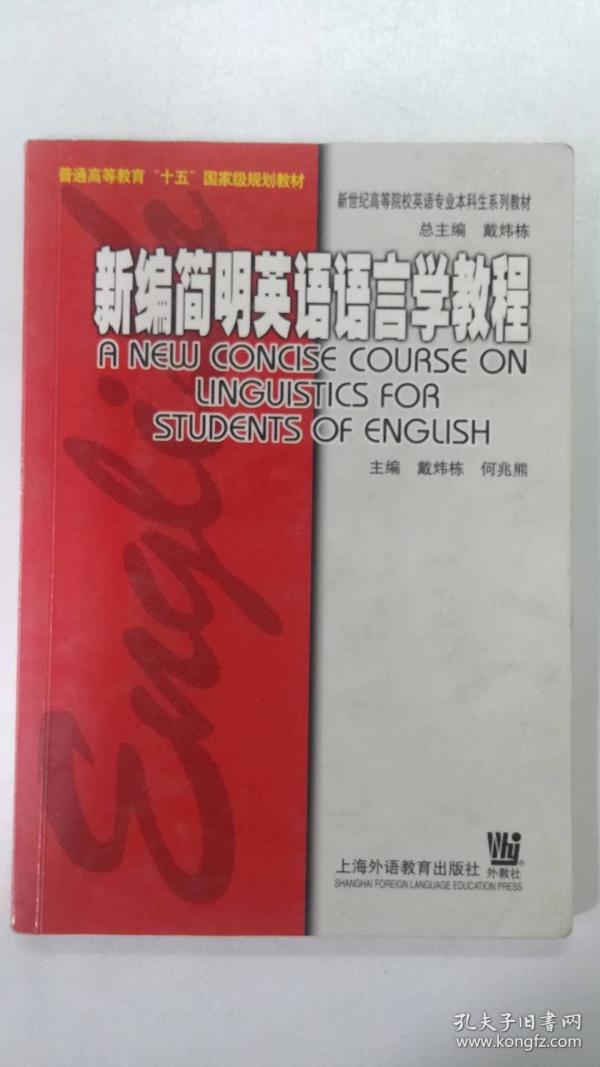 普通高等教育“十五”国家级规划教材
新世纪高等院校英语专业本科生系列教材
总主编 戴炜栋
新编简明英语语言学教程
A NEW CONCISE COURSE ON
LINGUISTICS FOR
STUDENTS OF ENGLISH
主编 戴炜栋 何兆熊
English
Why
外教社
上海外语教育出版社
SHANGHAI FOREIGN LANGUAGE EDUCATION PRESS
孔夫子旧书网
www.kongfz.com